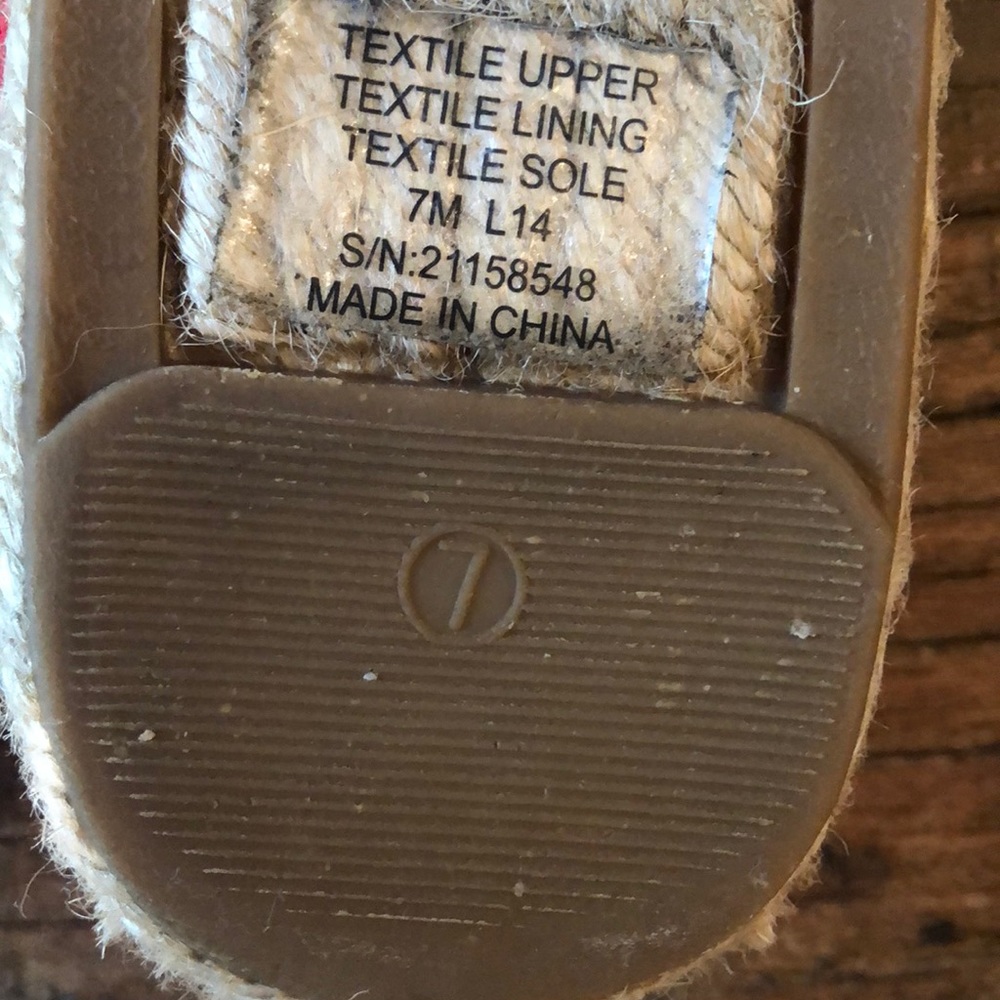 TEXTILE UPPER
TEXTILE LINING
TEXTILE SOLE
7M L14
S/N:21158548
MADE IN CHINA
7